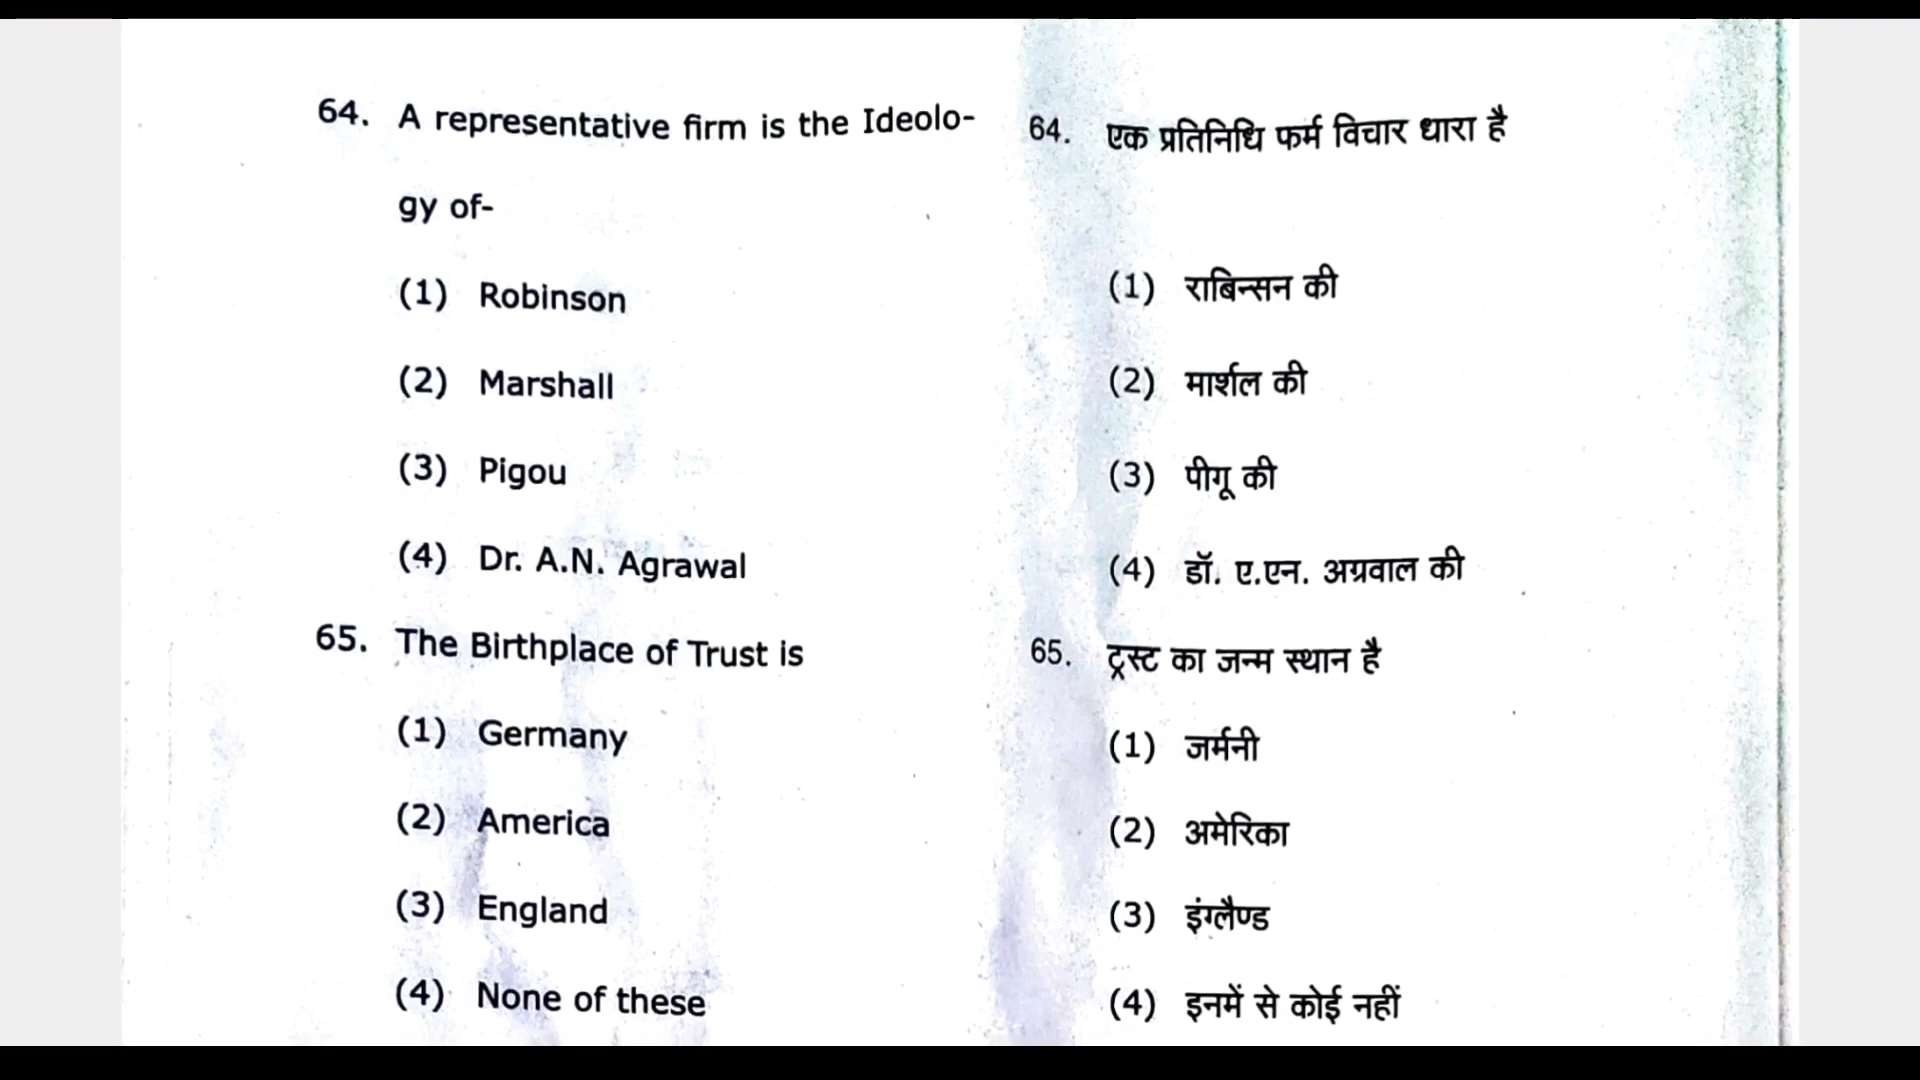 64. A representative firm is the Ideolo-
gy of-
(1) Robinson
(2) Marshall
(3) Pigou
(4) Dr. A.N. Agrawal
65. The Birthplace of Trust is
(1) Germany
(2) America
(3) England
(4) None of these
64. एक प्रतिनिधि फर्म विचार धारा है
(1) राबिन्सन की
(2) मार्शल की
(3) पीगू की
(4) डॉ. ए.एन. अग्रवाल की
65. ट्रस्ट का जन्म स्थान है
(1) जर्मनी
(2) अमेरिका
(3) इंग्लैण्ड
(4) इनमें से कोई नहीं